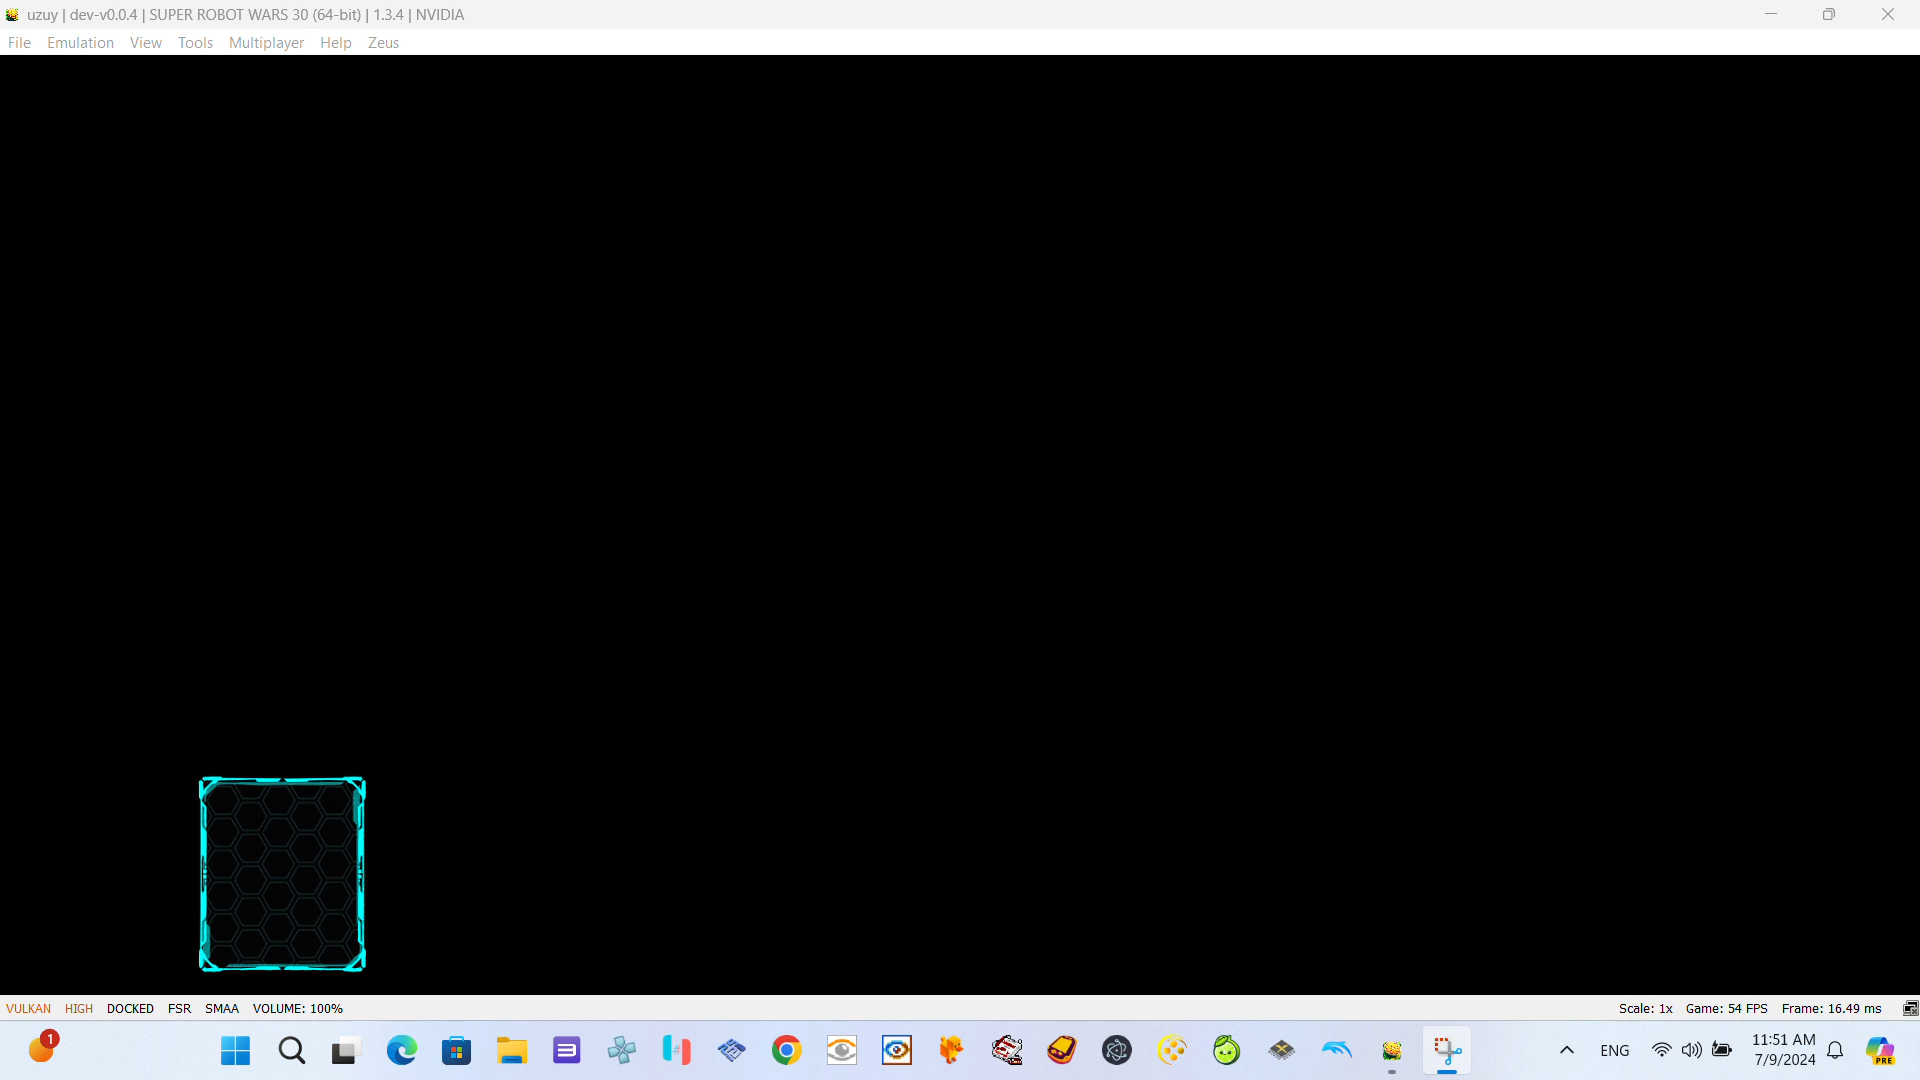 uzuy | dev-v0.0.4 | SUPER ROBOT WARS 30 (64-bit) | 1.3.4 | NVIDIA
File Emulation View Tools Multiplayer Help Zeus
VULKAN HIGH DOCKED FSR SMAA VOLUME: 100% Scale: 1x Game: 54 FPS Frame: 16.49 ms
1
ENG
11:51 AM
7/9/2024
PRE